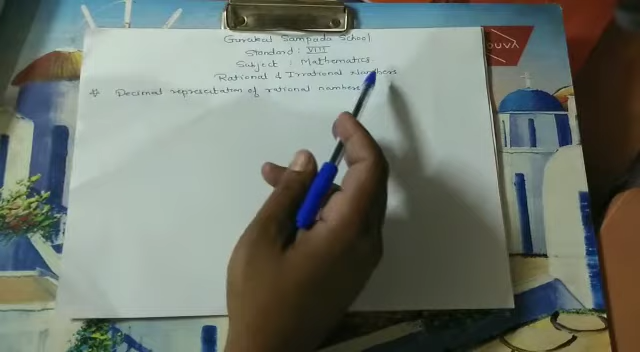 Gurukul Sampada School
Standard : VIII
Subject : Mathematics
Rational & Irrational Numbers
* Decimal representation of rational numbers